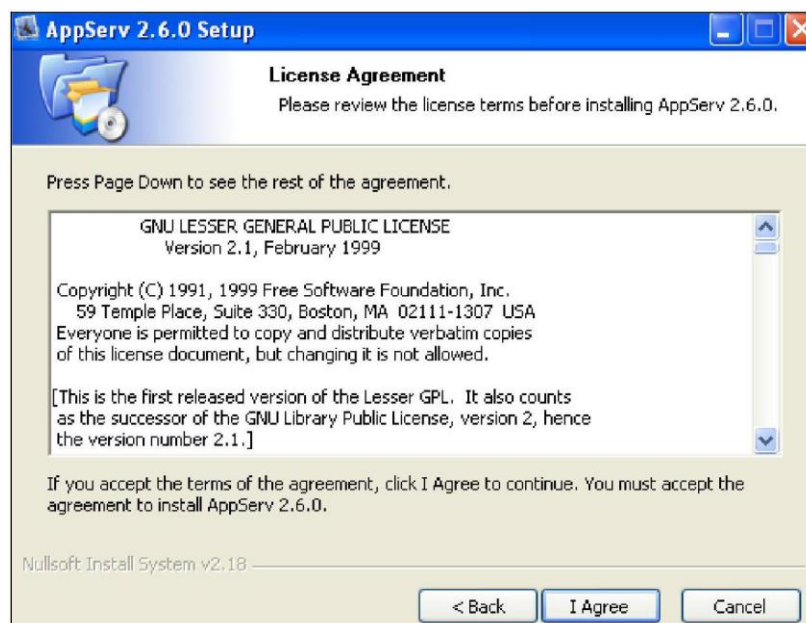 AppServ 2.6.0 Setup
License Agreement
Please review the license terms before installing AppServ 2.6.0.
Press Page Down to see the rest of the agreement.
GNU LESSER GENERAL PUBLIC LICENSE
Version 2.1, February 1999
Copyright (C) 1991, 1999 Free Software Foundation, Inc.
59 Temple Place, Suite 330, Boston, MA 02111-1307 USA
Everyone is permitted to copy and distribute verbatim copies
of this license document, but changing it is not allowed.
[This is the first released version of the Lesser GPL. It also counts
as the successor of the GNU Library Public License, version 2, hence
the version number 2.1.]
If you accept the terms of the agreement, click I Agree to continue. You must accept the
agreement to install AppServ 2.6.0.
Nullsoft Install System v2.18
< Back I Agree Cancel